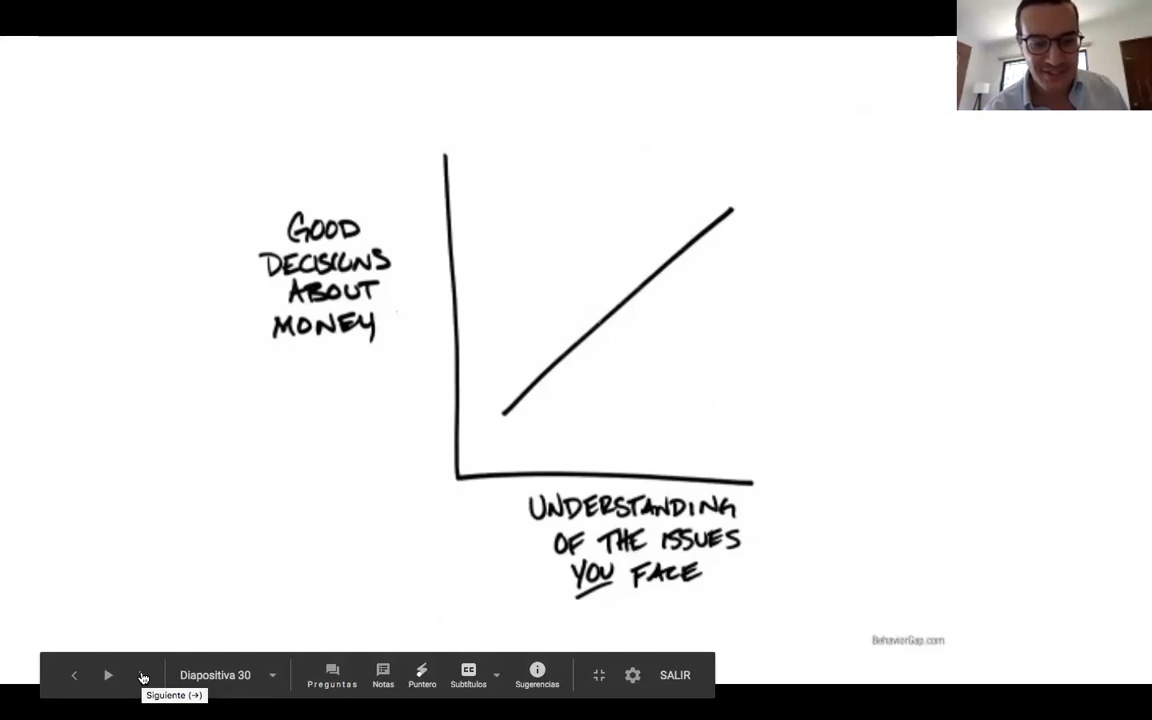 GOOD
DECISIONS
ABOUT
MONEY
UNDERSTANDING
OF THE ISSUES
YOU FACE
BehaviorGap.com
Diapositiva 30
Preguntas
Notas
Puntero
CC
Subtítulos
Sugerencias
SALIR
Siguiente (→)